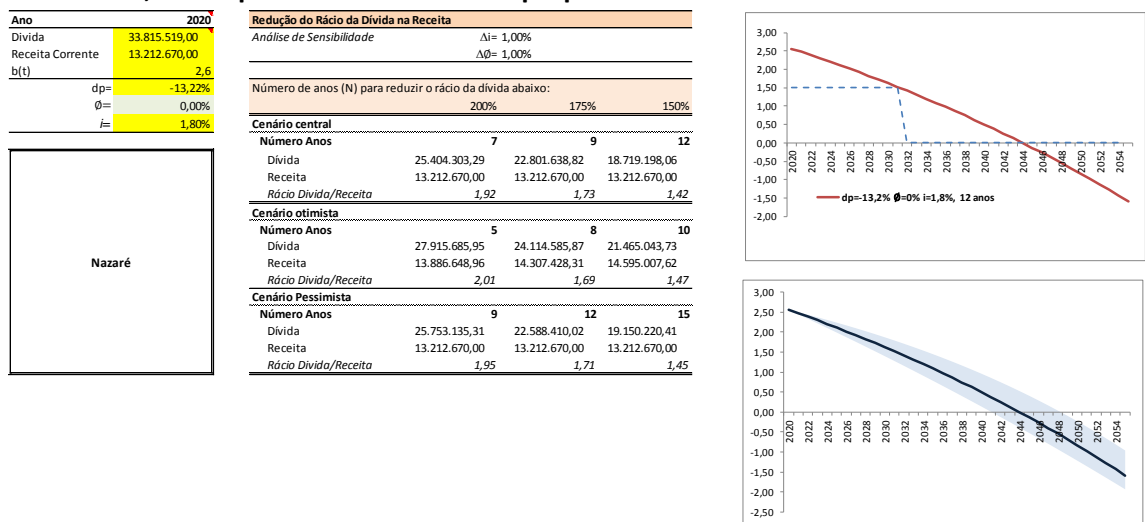 Ano 2020
Divida 33.815.519,00
Receita Corrente 13.212.670,00
b(t) 2,6
dp= -13,22%
Ø= 0,00%
i= 1,80%
Nazaré
Redução do Rácio da Dívida na Receita
Análise de Sensibilidade Δi= 1,00%
ΔØ= 1,00%
Número de anos (N) para reduzir o rácio da dívida abaixo:
200% 175% 150%
Cenário central
Número Anos 7 9 12
Dívida 25.404.303,29 22.801.638,82 18.719.198,06
Receita 13.212.670,00 13.212.670,00 13.212.670,00
Rácio Divida/Receita 1,92 1,73 1,42
Cenário otimista
Número Anos 5 8 10
Dívida 27.915.685,95 24.114.585,87 21.465.043,73
Receita 13.886.648,96 14.307.428,31 14.595.007,62
Rácio Divida/Receita 2,01 1,69 1,47
Cenário Pessimista
Número Anos 9 12 15
Dívida 25.753.135,31 22.588.410,02 19.150.220,41
Receita 13.212.670,00 13.212.670,00 13.212.670,00
Rácio Divida/Receita 1,95 1,71 1,45
3,00
2,50
2,00
1,50
1,00
0,50
0,00
-0,50
-1,00
-1,50
-2,00
2020 2022 2024 2026 2028 2030 2032 2034 2036 2038 2040 2042 2044 2046 2048 2050 2052 2054
dp=-13,2% Ø=0% i=1,8%, 12 anos
3,00
2,50
2,00
1,50
1,00
0,50
0,00
-0,50
-1,00
-1,50
-2,00
-2,50
2020 2022 2024 2026 2028 2030 2032 2034 2036 2038 2040 2042 2044 2046 2048 2050 2052 2054